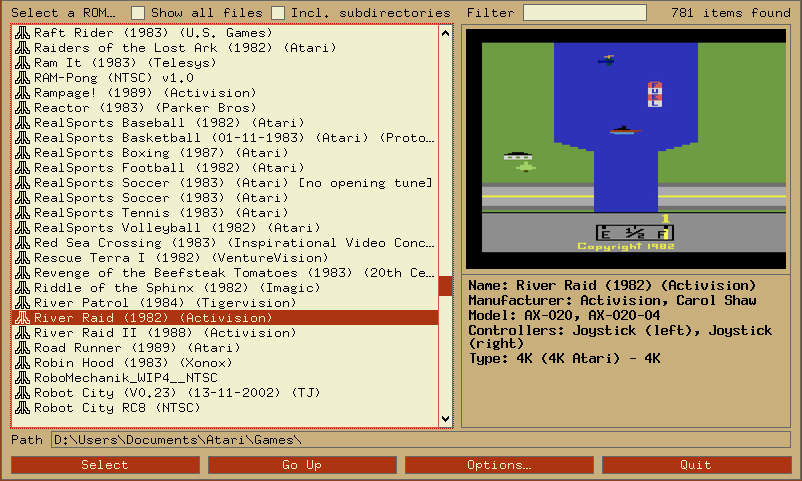 Select a ROM… Show all files Incl. subdirectories Filter 781 items found
Raft Rider (1983) (U.S. Games)
Raiders of the Lost Ark (1982) (Atari)
Ram It (1983) (Telesys)
RAM-Pong (NTSC) v1.0
Rampage! (1989) (Activision)
Reactor (1983) (Parker Bros)
RealSports Baseball (1982) (Atari)
RealSports Basketball (01-11-1983) (Atari) (Proto…
RealSports Boxing (1987) (Atari)
RealSports Football (1982) (Atari)
RealSports Soccer (1983) (Atari) [no opening tune]
RealSports Soccer (1983) (Atari)
RealSports Tennis (1983) (Atari)
RealSports Volleyball (1982) (Atari)
Red Sea Crossing (1983) (Inspirational Video Conc…
Rescue Terra I (1982) (VentureVision)
Revenge of the Beefsteak Tomatoes (1983) (20th Ce…
Riddle of the Sphinx (1982) (Imagic)
River Patrol (1984) (Tigervision)
River Raid (1982) (Activision)
River Raid II (1988) (Activision)
Road Runner (1989) (Atari)
Robin Hood (1983) (Xonox)
RoboMechanik_WIP4__NTSC
Robot City (V0.23) (13-11-2002) (TJ)
Robot City RC8 (NTSC)
FUEL
1
E ½ F
Copyright 1982
Name: River Raid (1982) (Activision)
Manufacturer: Activision, Carol Shaw
Model: AX-020, AX-020-04
Controllers: Joystick (left), Joystick
(right)
Type: 4K (4K Atari) - 4K
Path D:\Users\Documents\Atari\Games\
Select Go Up Options… Quit